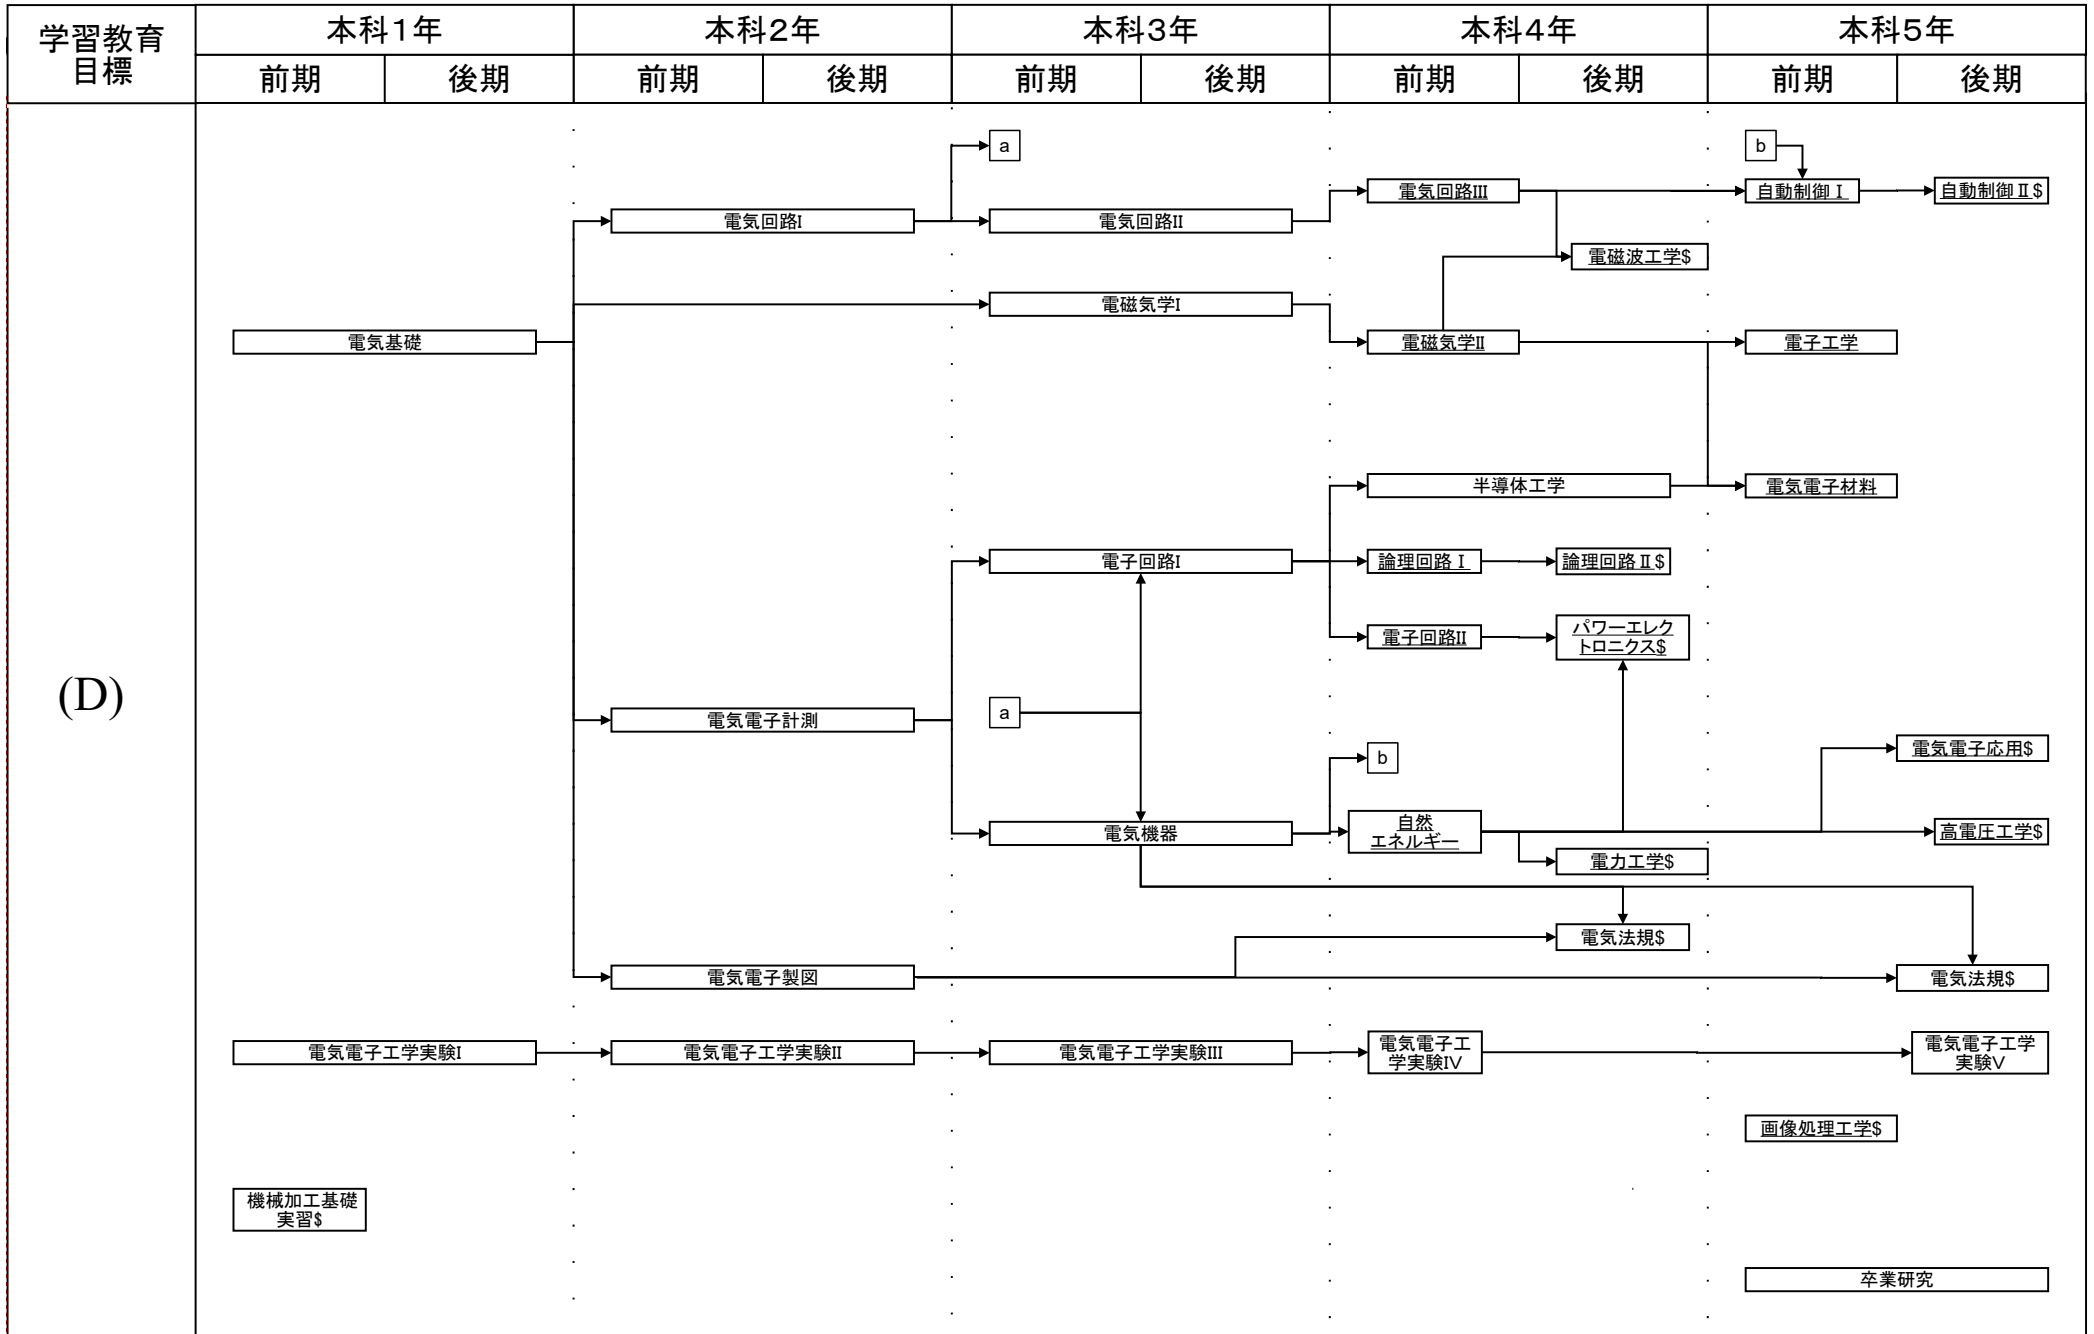 学習教育
目標
本科1年
本科2年
本科3年
本科4年
本科5年
前期
後期
前期
後期
前期
後期
前期
後期
前期
後期
a
b
電気回路III
自動制御Ⅰ
自動制御Ⅱ$
電気回路I
電気回路II
電磁波工学$
電磁気学I
電気基礎
電磁気学II
電子工学
半導体工学
電気電子材料
電子回路I
論理回路Ⅰ
論理回路Ⅱ$
電子回路II
パワーエレク
トロニクス$
(D)
電気電子計測
a
b
電気電子応用$
電気機器
自然
エネルギー
高電圧工学$
電力工学$
電気法規$
電気電子製図
電気法規$
電気電子工学実験I
電気電子工学実験II
電気電子工学実験III
電気電子工
学実験IV
電気電子工学
実験V
画像処理工学$
機械加工基礎
実習$
卒業研究